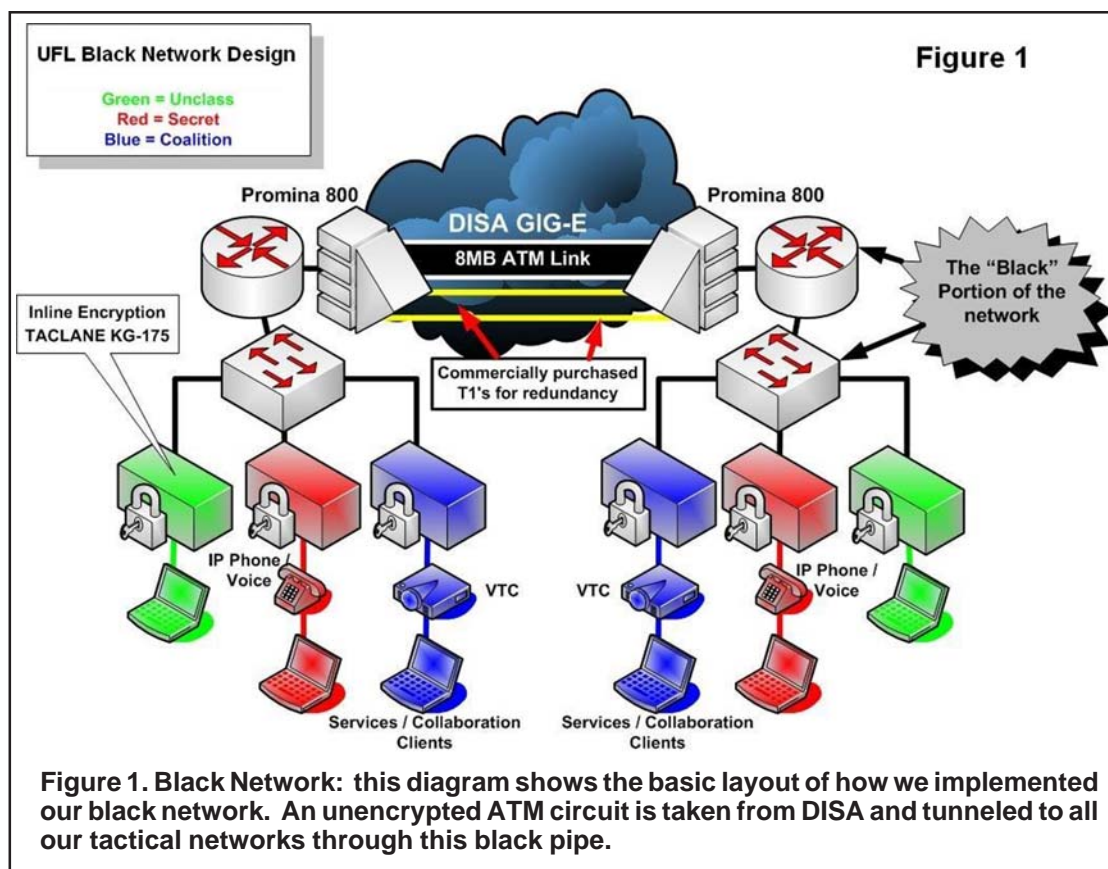 UFL Black Network Design
Green = Unclass
Red = Secret
Blue = Coalition
Figure 1
Promina 800
Promina 800
DISA GIG-E
8MB ATM Link
The "Black"
Portion of the
network
Inline Encryption
TACLANE KG-175
Commercially purchased
T1's for redundancy
IP Phone /
Voice
VTC
VTC
IP Phone /
Voice
Services / Collaboration
Clients
Services / Collaboration
Clients
Figure 1. Black Network: this diagram shows the basic layout of how we implemented
our black network. An unencrypted ATM circuit is taken from DISA and tunneled to all
our tactical networks through this black pipe.